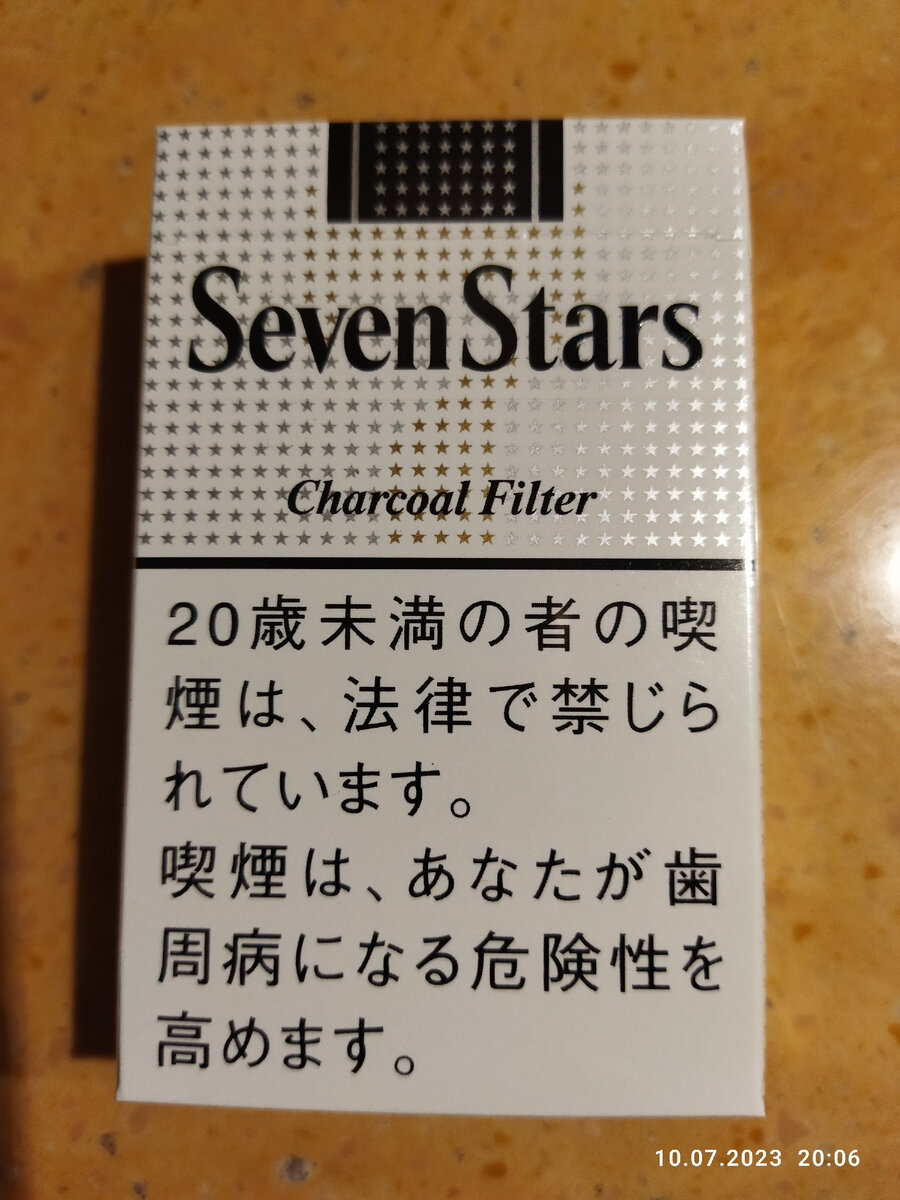 Seven Stars
Charcoal Filter
20歳未満の者の喫
煙は、法律で禁じら
れています。
喫煙は、あなたが歯
周病になる危険性を
高めます。
10.07.2023 20:06